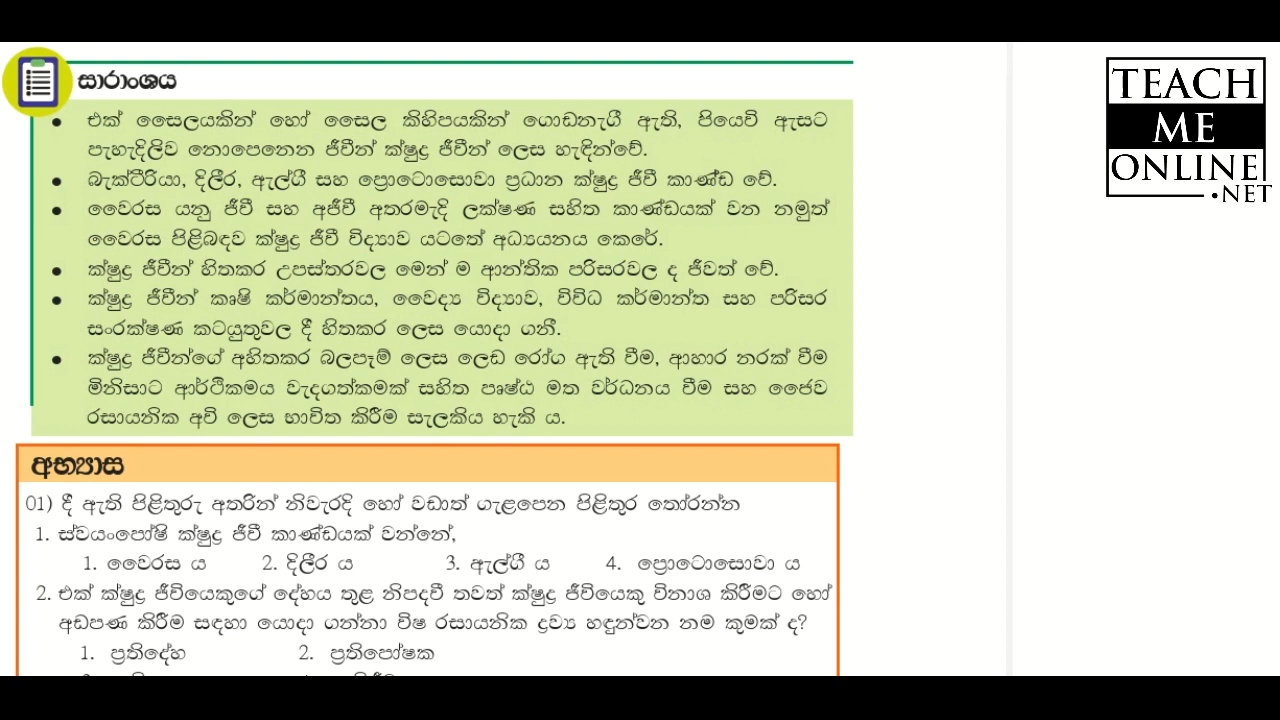 සාරාංශය
• එක් සෛලයකින් හෝ සෛල කිහිපයකින් ගොඩනැගී ඇති, පියෙවි ඇසට
පැහැදිලිව නොපෙනෙන ජීවීන් ක්ෂුද්‍ර ජීවීන් ලෙස හැඳින්වේ.
• බැක්ටීරියා, දිලීර, ඇල්ගී සහ ප්‍රොටොසොවා ප්‍රධාන ක්ෂුද්‍ර ජීවී කාණ්ඩ වේ.
• වෛරස යනු ජීවී සහ අජීවී අතරමැදි ලක්ෂණ සහිත කාණ්ඩයක් වන නමුත්
වෛරස පිළිබඳව ක්ෂුද්‍ර ජීවී විද්‍යාව යටතේ අධ්‍යයනය කෙරේ.
• ක්ෂුද්‍ර ජීවීන් හිතකර උපස්තරවල මෙන් ම ආන්තික පරිසරවල ද ජීවත් වේ.
• ක්ෂුද්‍ර ජීවීන් කෘෂි කර්මාන්තය, වෛද්‍ය විද්‍යාව, විවිධ කර්මාන්ත සහ පරිසර
සංරක්ෂණ කටයුතුවල දී හිතකර ලෙස යොදා ගනී.
• ක්ෂුද්‍ර ජීවීන්ගේ අහිතකර බලපෑම් ලෙස ලෙඩ රෝග ඇති වීම, ආහාර නරක් වීම
මිනිසාට ආර්ථිකමය වැදගත්කමක් සහිත පෘෂ්ඨ මත වර්ධනය වීම සහ ජෛව
රසායනික අවි ලෙස භාවිත කිරීම සැලකිය හැකි ය.
අභ්‍යාස
01) දී ඇති පිළිතුරු අතරින් නිවැරදි හෝ වඩාත් ගැළපෙන පිළිතුර තෝරන්න
1. ස්වයංපෝෂි ක්ෂුද්‍ර ජීවී කාණ්ඩයක් වන්නේ,
1. වෛරස ය 2. දිලීර ය 3. ඇල්ගී ය 4. ප්‍රොටොසොවා ය
2. එක් ක්ෂුද්‍ර ජීවියෙකුගේ දේහය තුළ නිපදවී තවත් ක්ෂුද්‍ර ජීවියෙකු විනාශ කිරීමට හෝ
අඩපණ කිරීම සඳහා යොදා ගන්නා විෂ රසායනික ද්‍රව්‍ය හඳුන්වන නම කුමක් ද?
1. ප්‍රතිදේහ 2. ප්‍රතිපෝෂක
TEACH
ME
ONLINE
.NET